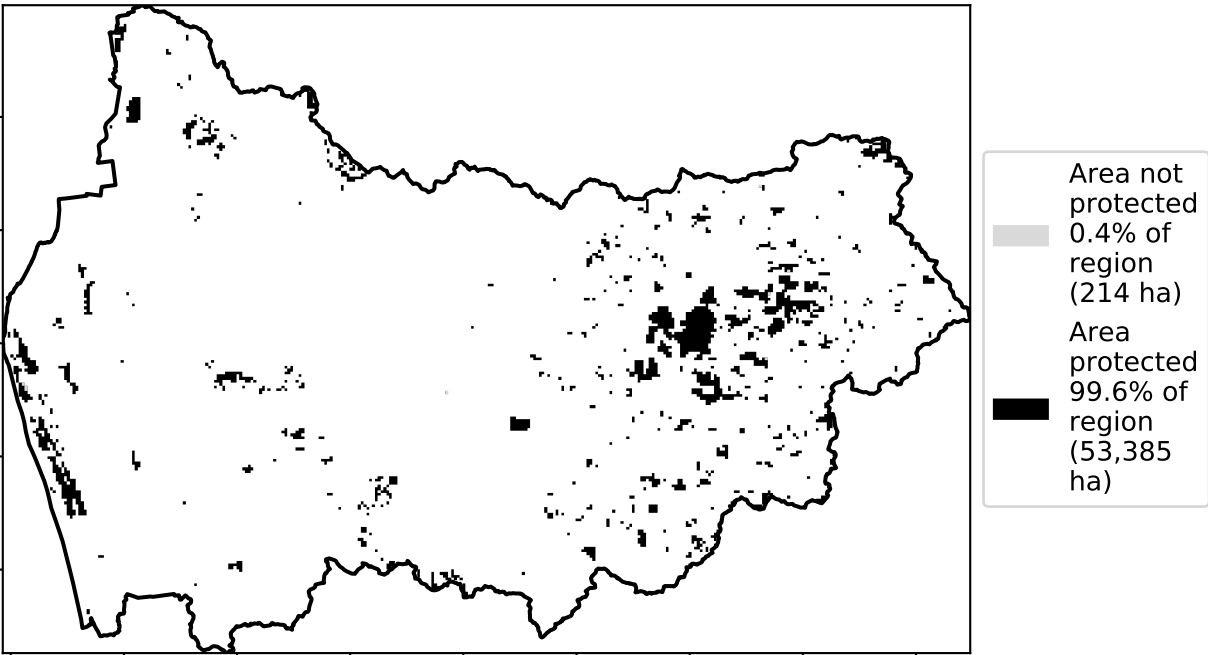 Area not
protected
0.4% of
region
(214 ha)
Area
protected
99.6% of
region
(53,385
ha)